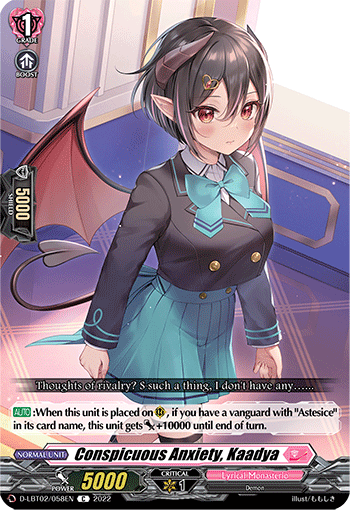 1
GRADE
BOOST
5000
SHIELD
Thoughts of rivalry? S such a thing, I don't have any......
AUTO:When this unit is placed on R, if you have a vanguard with "Astesice"
in its card name, this unit gets +10000 until end of turn.
NORMAL UNIT
Conspicuous Anxiety, Kaadya
POWER
5000
CRITICAL
1
Lyrical Monasterio
Demon
D-LBT02/058EN C 2022
illust/ももしき